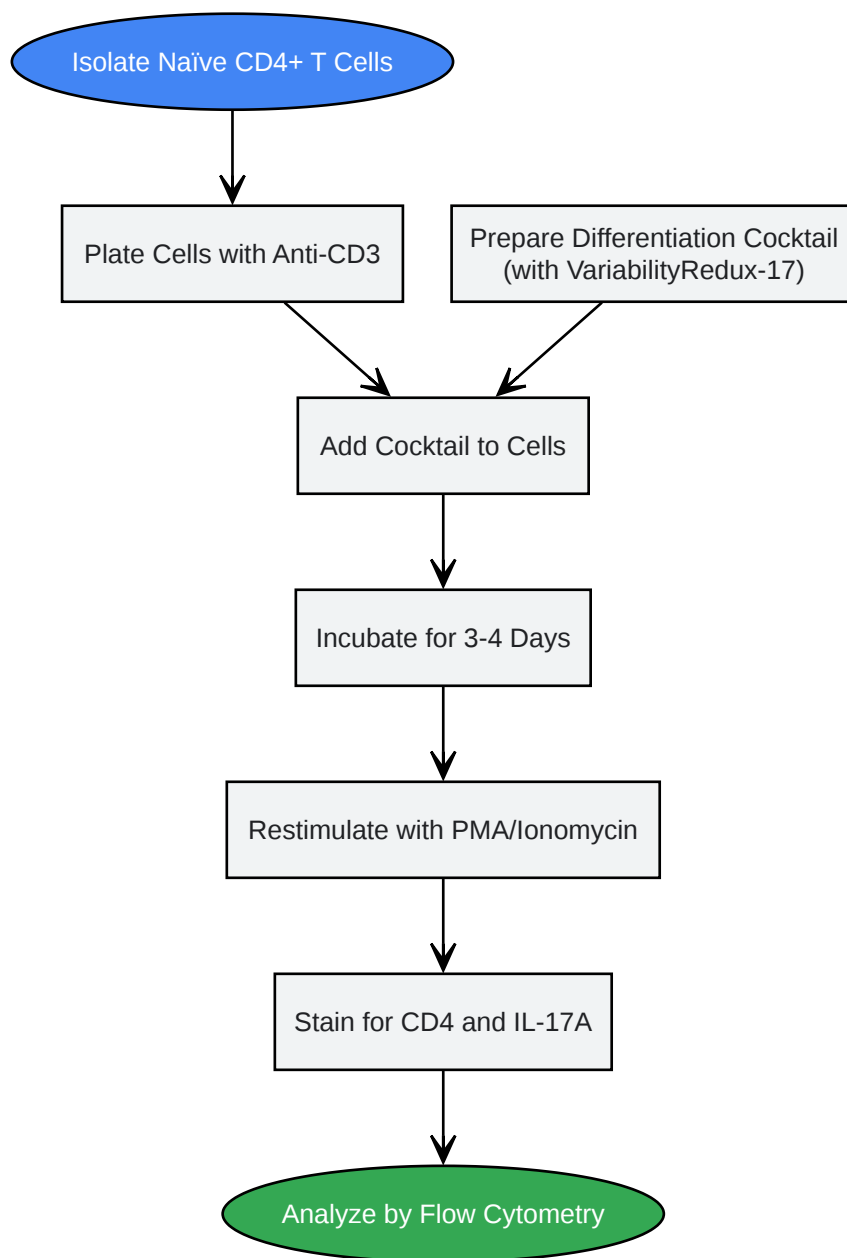 Isolate Naïve CD4+ T Cells
Plate Cells with Anti-CD3
Prepare Differentiation Cocktail
(with VariabilityRedux-17)
Add Cocktail to Cells
Incubate for 3-4 Days
Restimulate with PMA/Ionomycin
Stain for CD4 and IL-17A
Analyze by Flow Cytometry